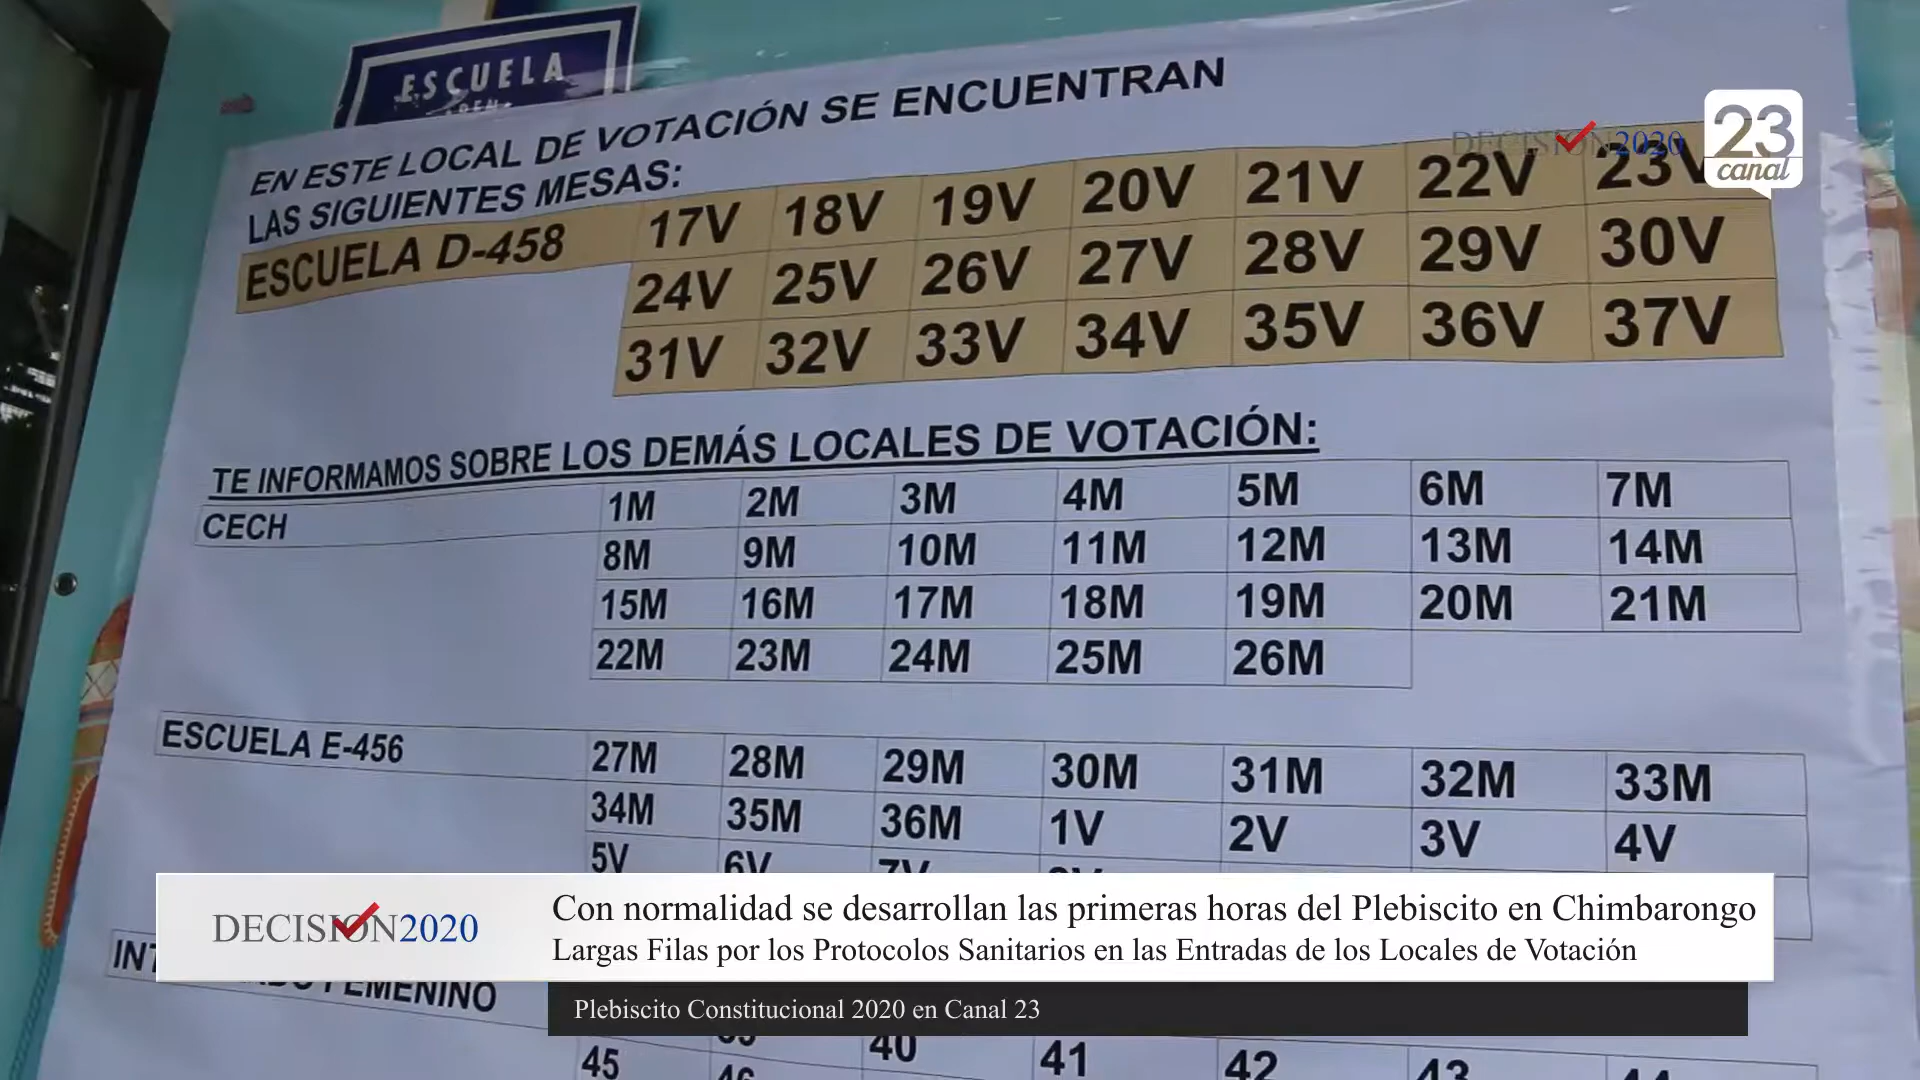 ESCUELA
EN ESTE LOCAL DE VOTACIÓN SE ENCUENTRAN
LAS SIGUIENTES MESAS:
DECISIÓN2020
23
canal
ESCUELA D-458 17V 18V 19V 20V 21V 22V 23V
24V 25V 26V 27V 28V 29V 30V
31V 32V 33V 34V 35V 36V 37V
TE INFORMAMOS SOBRE LOS DEMÁS LOCALES DE VOTACIÓN:
CECH 1M 2M 3M 4M 5M 6M 7M
8M 9M 10M 11M 12M 13M 14M
15M 16M 17M 18M 19M 20M 21M
22M 23M 24M 25M 26M
ESCUELA E-456 27M 28M 29M 30M 31M 32M 33M
34M 35M 36M 1V 2V 3V 4V
5V 6V 7V
DECISIÓN2020
Con normalidad se desarrollan las primeras horas del Plebiscito en Chimbarongo
Largas Filas por los Protocolos Sanitarios en las Entradas de los Locales de Votación
FEMENINO
Plebiscito Constitucional 2020 en Canal 23
40 41 42 43
45 46